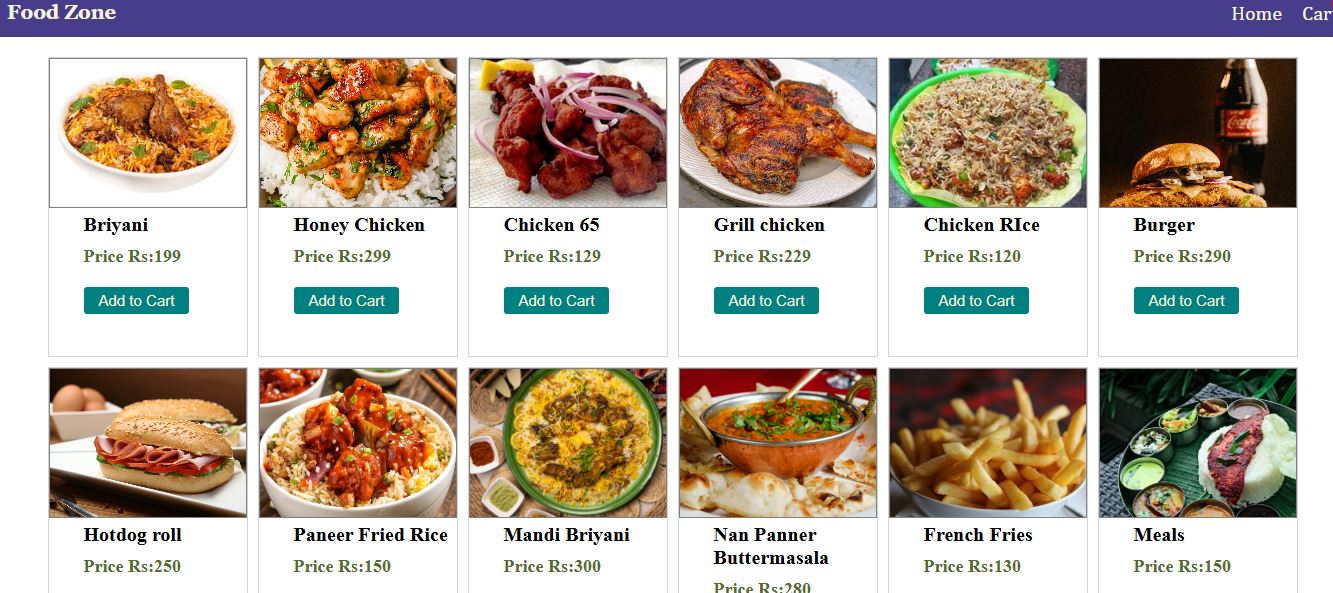 Food Zone
Home Car
Briyani
Price Rs:199
Add to Cart
Honey Chicken
Price Rs:299
Add to Cart
Chicken 65
Price Rs:129
Add to Cart
Grill chicken
Price Rs:229
Add to Cart
Chicken RIce
Price Rs:120
Add to Cart
Coca-Cola
Burger
Price Rs:290
Add to Cart
Hotdog roll
Price Rs:250
Paneer Fried Rice
Price Rs:150
Mandi Briyani
Price Rs:300
Nan Panner
Buttermasala
Price Rs:280
French Fries
Price Rs:130
Meals
Price Rs:150